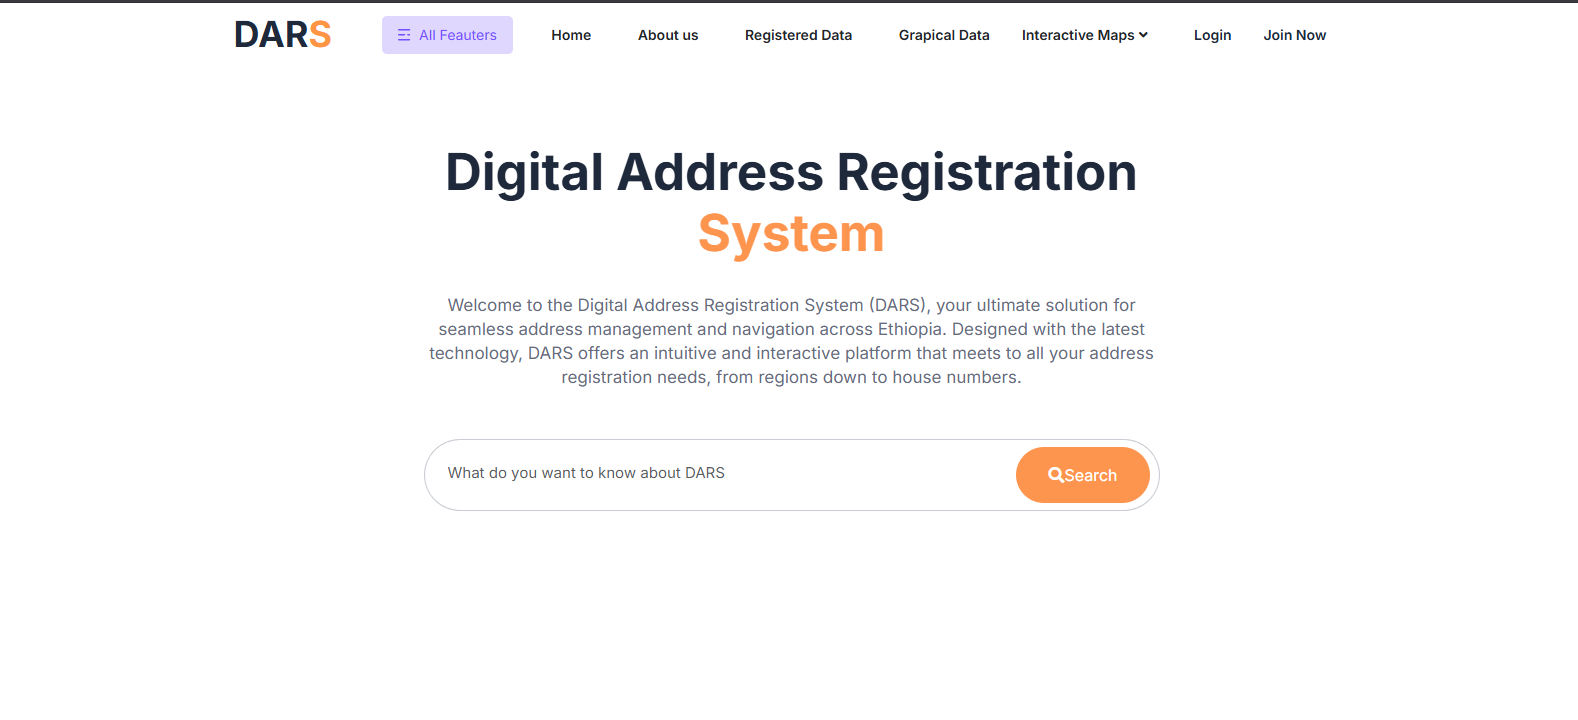 DARS
All Feauters
Home
About us
Registered Data
Grapical Data
Interactive Maps
Login
Join Now
Digital Address Registration
System
Welcome to the Digital Address Registration System (DARS), your ultimate solution for
seamless address management and navigation across Ethiopia. Designed with the latest
technology, DARS offers an intuitive and interactive platform that meets to all your address
registration needs, from regions down to house numbers.
What do you want to know about DARS
Search